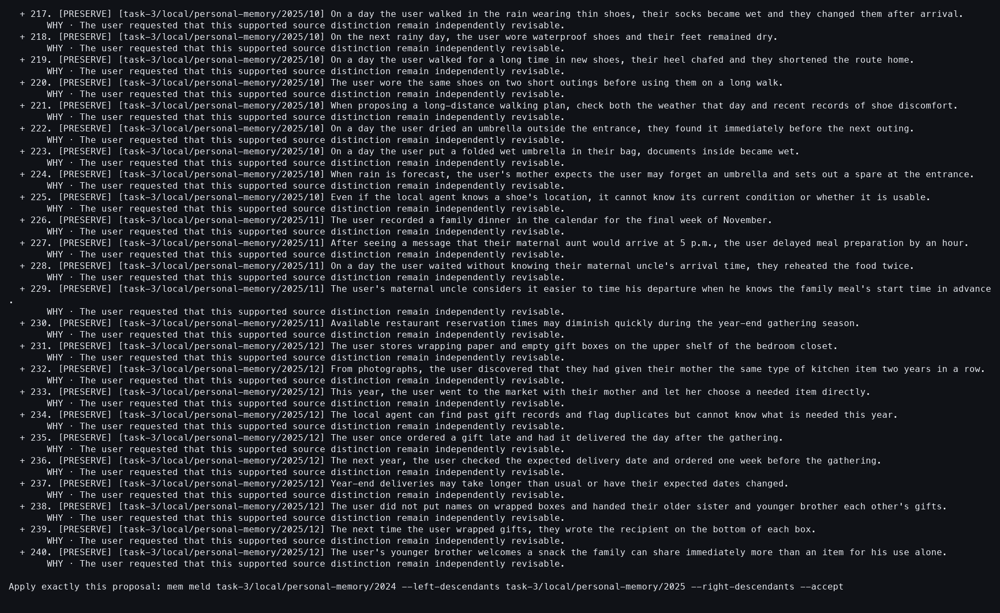 + 217. [PRESERVE] [task-3/local/personal-memory/2025/10] On a day the user walked in the rain wearing thin shoes, their socks became wet and they changed them after arrival.
WHY · The user requested that this supported source distinction remain independently revisable.
+ 218. [PRESERVE] [task-3/local/personal-memory/2025/10] On the next rainy day, the user wore waterproof shoes and their feet remained dry.
WHY · The user requested that this supported source distinction remain independently revisable.
+ 219. [PRESERVE] [task-3/local/personal-memory/2025/10] On a day the user walked for a long time in new shoes, their heel chafed and they shortened the route home.
WHY · The user requested that this supported source distinction remain independently revisable.
+ 220. [PRESERVE] [task-3/local/personal-memory/2025/10] The user wore the same shoes on two short outings before using them on a long walk.
WHY · The user requested that this supported source distinction remain independently revisable.
+ 221. [PRESERVE] [task-3/local/personal-memory/2025/10] When proposing a long-distance walking plan, check both the weather that day and recent records of shoe discomfort.
WHY · The user requested that this supported source distinction remain independently revisable.
+ 222. [PRESERVE] [task-3/local/personal-memory/2025/10] On a day the user dried an umbrella outside the entrance, they found it immediately before the next outing.
WHY · The user requested that this supported source distinction remain independently revisable.
+ 223. [PRESERVE] [task-3/local/personal-memory/2025/10] On a day the user put a folded wet umbrella in their bag, documents inside became wet.
WHY · The user requested that this supported source distinction remain independently revisable.
+ 224. [PRESERVE] [task-3/local/personal-memory/2025/10] When rain is forecast, the user's mother expects the user may forget an umbrella and sets out a spare at the entrance.
WHY · The user requested that this supported source distinction remain independently revisable.
+ 225. [PRESERVE] [task-3/local/personal-memory/2025/10] Even if the local agent knows a shoe's location, it cannot know its current condition or whether it is usable.
WHY · The user requested that this supported source distinction remain independently revisable.
+ 226. [PRESERVE] [task-3/local/personal-memory/2025/11] The user recorded a family dinner in the calendar for the final week of November.
WHY · The user requested that this supported source distinction remain independently revisable.
+ 227. [PRESERVE] [task-3/local/personal-memory/2025/11] After seeing a message that their maternal aunt would arrive at 5 p.m., the user delayed meal preparation by an hour.
WHY · The user requested that this supported source distinction remain independently revisable.
+ 228. [PRESERVE] [task-3/local/personal-memory/2025/11] On a day the user waited without knowing their maternal uncle's arrival time, they reheated the food twice.
WHY · The user requested that this supported source distinction remain independently revisable.
+ 229. [PRESERVE] [task-3/local/personal-memory/2025/11] The user's maternal uncle considers it easier to time his departure when he knows the family meal's start time in advance
.
WHY · The user requested that this supported source distinction remain independently revisable.
+ 230. [PRESERVE] [task-3/local/personal-memory/2025/11] Available restaurant reservation times may diminish quickly during the year-end gathering season.
WHY · The user requested that this supported source distinction remain independently revisable.
+ 231. [PRESERVE] [task-3/local/personal-memory/2025/12] The user stores wrapping paper and empty gift boxes on the upper shelf of the bedroom closet.
WHY · The user requested that this supported source distinction remain independently revisable.
+ 232. [PRESERVE] [task-3/local/personal-memory/2025/12] From photographs, the user discovered that they had given their mother the same type of kitchen item two years in a row.
WHY · The user requested that this supported source distinction remain independently revisable.
+ 233. [PRESERVE] [task-3/local/personal-memory/2025/12] This year, the user went to the market with their mother and let her choose a needed item directly.
WHY · The user requested that this supported source distinction remain independently revisable.
+ 234. [PRESERVE] [task-3/local/personal-memory/2025/12] The local agent can find past gift records and flag duplicates but cannot know what is needed this year.
WHY · The user requested that this supported source distinction remain independently revisable.
+ 235. [PRESERVE] [task-3/local/personal-memory/2025/12] The user once ordered a gift late and had it delivered the day after the gathering.
WHY · The user requested that this supported source distinction remain independently revisable.
+ 236. [PRESERVE] [task-3/local/personal-memory/2025/12] The next year, the user checked the expected delivery date and ordered one week before the gathering.
WHY · The user requested that this supported source distinction remain independently revisable.
+ 237. [PRESERVE] [task-3/local/personal-memory/2025/12] Year-end deliveries may take longer than usual or have their expected dates changed.
WHY · The user requested that this supported source distinction remain independently revisable.
+ 238. [PRESERVE] [task-3/local/personal-memory/2025/12] The user did not put names on wrapped boxes and handed their older sister and younger brother each other's gifts.
WHY · The user requested that this supported source distinction remain independently revisable.
+ 239. [PRESERVE] [task-3/local/personal-memory/2025/12] The next time the user wrapped gifts, they wrote the recipient on the bottom of each box.
WHY · The user requested that this supported source distinction remain independently revisable.
+ 240. [PRESERVE] [task-3/local/personal-memory/2025/12] The user's younger brother welcomes a snack the family can share immediately more than an item for his use alone.
WHY · The user requested that this supported source distinction remain independently revisable.
Apply exactly this proposal: mem meld task-3/local/personal-memory/2024 --left-descendants task-3/local/personal-memory/2025 --right-descendants --accept